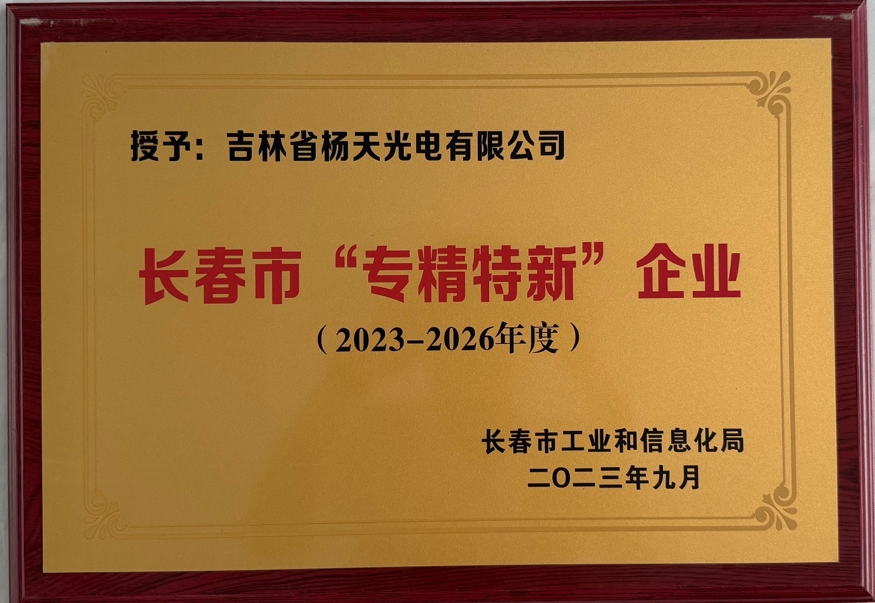 授予：吉林省杨天光电有限公司
长春市“专精特新”企业
（2023-2026年度）
长春市工业和信息化局
二〇二三年九月